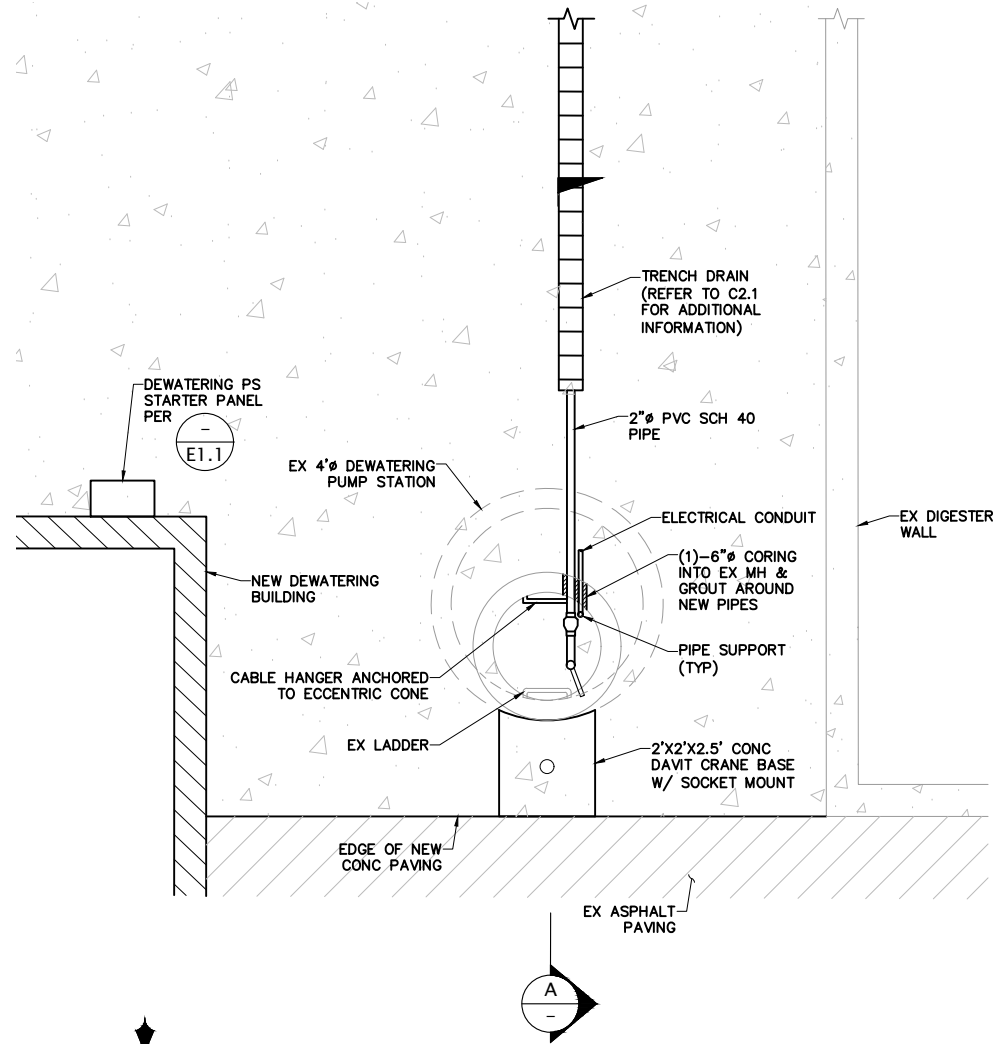 TRENCH DRAIN
(REFER TO C2.1
FOR ADDITIONAL
INFORMATION)
DEWATERING PS
STARTER PANEL
PER
-
E1.1
2"ø PVC SCH 40
PIPE
EX 4'ø DEWATERING
PUMP STATION
ELECTRICAL CONDUIT
EX DIGESTER
WALL
(1)-6"ø CORING
INTO EX MH &
GROUT AROUND
NEW PIPES
NEW DEWATERING
BUILDING
PIPE SUPPORT
(TYP)
CABLE HANGER ANCHORED
TO ECCENTRIC CONE
EX LADDER
2'X2'X2.5' CONC
DAVIT CRANE BASE
W/ SOCKET MOUNT
EDGE OF NEW
CONC PAVING
EX ASPHALT
PAVING
A
-